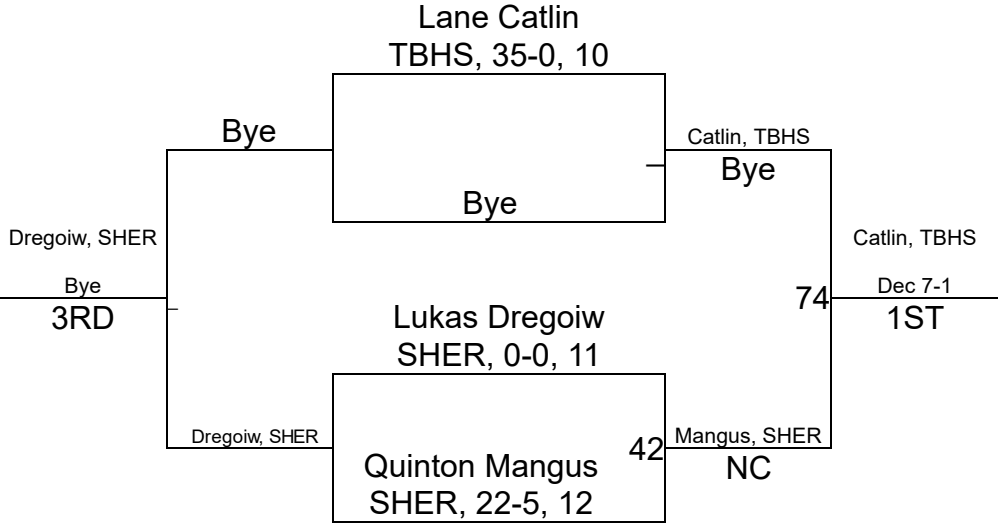 Lane Catlin
TBHS, 35-0, 10
Bye
Catlin, TBHS
Bye
Bye
Dregoiw, SHER
Catlin, TBHS
Bye
3RD
74
Dec 7-1
1ST
Lukas Dregoiw
SHER, 0-0, 11
Dregoiw, SHER
42
Mangus, SHER
NC
Quinton Mangus
SHER, 22-5, 12